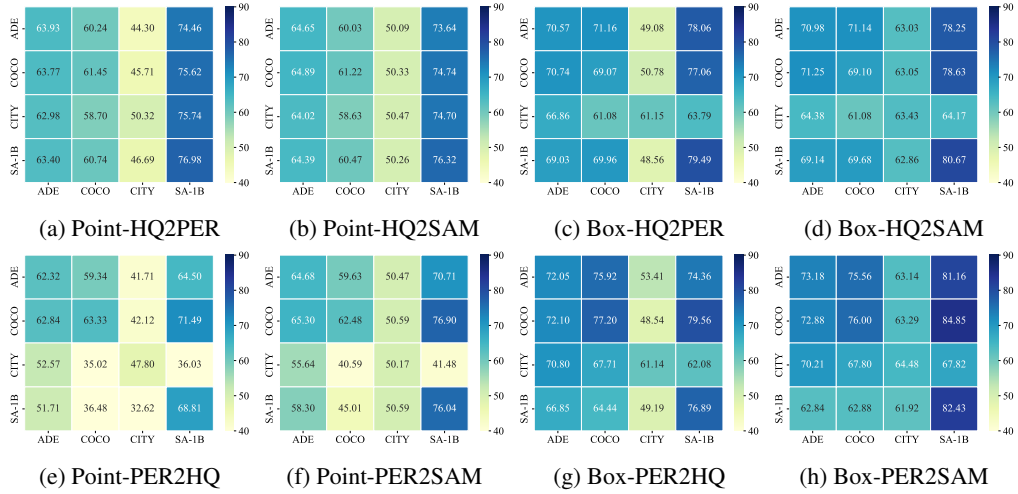 ADE 63.93 60.24 44.30 74.46
COCO 63.77 61.45 45.71 75.62
CITY 62.98 58.70 50.32 75.74
SA-1B 63.40 60.74 46.69 76.98
ADE COCO CITY SA-1B
90
80
70
60
50
40
(a) Point-HQ2PER
ADE 64.65 60.03 50.09 73.64
COCO 64.89 61.22 50.33 74.74
CITY 64.02 58.63 50.47 74.70
SA-1B 64.39 60.47 50.26 76.32
ADE COCO CITY SA-1B
90
80
70
60
50
40
(b) Point-HQ2SAM
ADE 70.57 71.16 49.08 78.06
COCO 70.74 69.07 50.78 77.06
CITY 66.86 61.08 61.15 63.79
SA-1B 69.03 69.96 48.56 79.49
ADE COCO CITY SA-1B
90
80
70
60
50
40
(c) Box-HQ2PER
ADE 70.98 71.14 63.03 78.25
COCO 71.25 69.10 63.05 78.63
CITY 64.38 61.08 63.43 64.17
SA-1B 69.14 69.68 62.86 80.67
ADE COCO CITY SA-1B
90
80
70
60
50
40
(d) Box-HQ2SAM
ADE 62.32 59.34 41.71 64.50
COCO 62.84 63.33 42.12 71.49
CITY 52.57 35.02 47.80 36.03
SA-1B 51.71 36.48 32.62 68.81
ADE COCO CITY SA-1B
90
80
70
60
50
40
(e) Point-PER2HQ
ADE 64.68 59.63 50.47 70.71
COCO 65.30 62.48 50.59 76.90
CITY 55.64 40.59 50.17 41.48
SA-1B 58.30 45.01 50.59 76.04
ADE COCO CITY SA-1B
90
80
70
60
50
40
(f) Point-PER2SAM
ADE 72.05 75.92 53.41 74.36
COCO 72.10 77.20 48.54 79.56
CITY 70.80 67.71 61.14 62.08
SA-1B 66.85 64.44 49.19 76.89
ADE COCO CITY SA-1B
90
80
70
60
50
40
(g) Box-PER2HQ
ADE 73.18 75.56 63.14 81.16
COCO 72.88 76.00 63.29 84.85
CITY 70.21 67.80 64.48 67.82
SA-1B 62.84 62.88 61.92 82.43
ADE COCO CITY SA-1B
90
80
70
60
50
40
(h) Box-PER2SAM